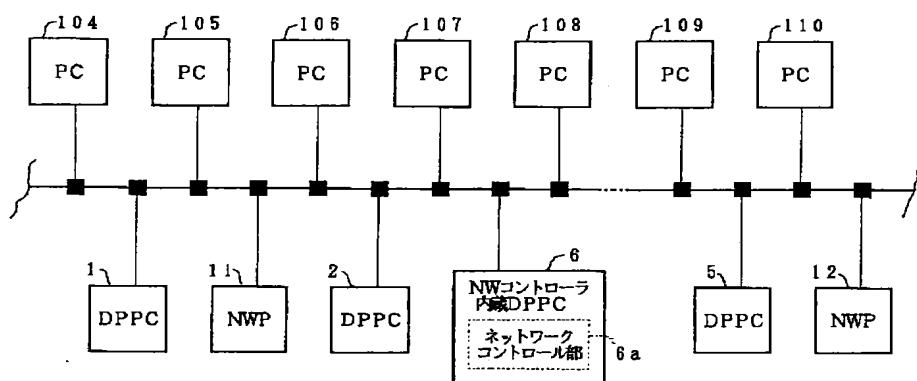 104 105 106 107 108 109 110
PC PC PC PC PC PC PC
1 11 2 6 5 12
DPPC NWP DPPC NWコントローラ 内蔵DPPC DPPC NWP
ネットワーク
コントロール部
6a